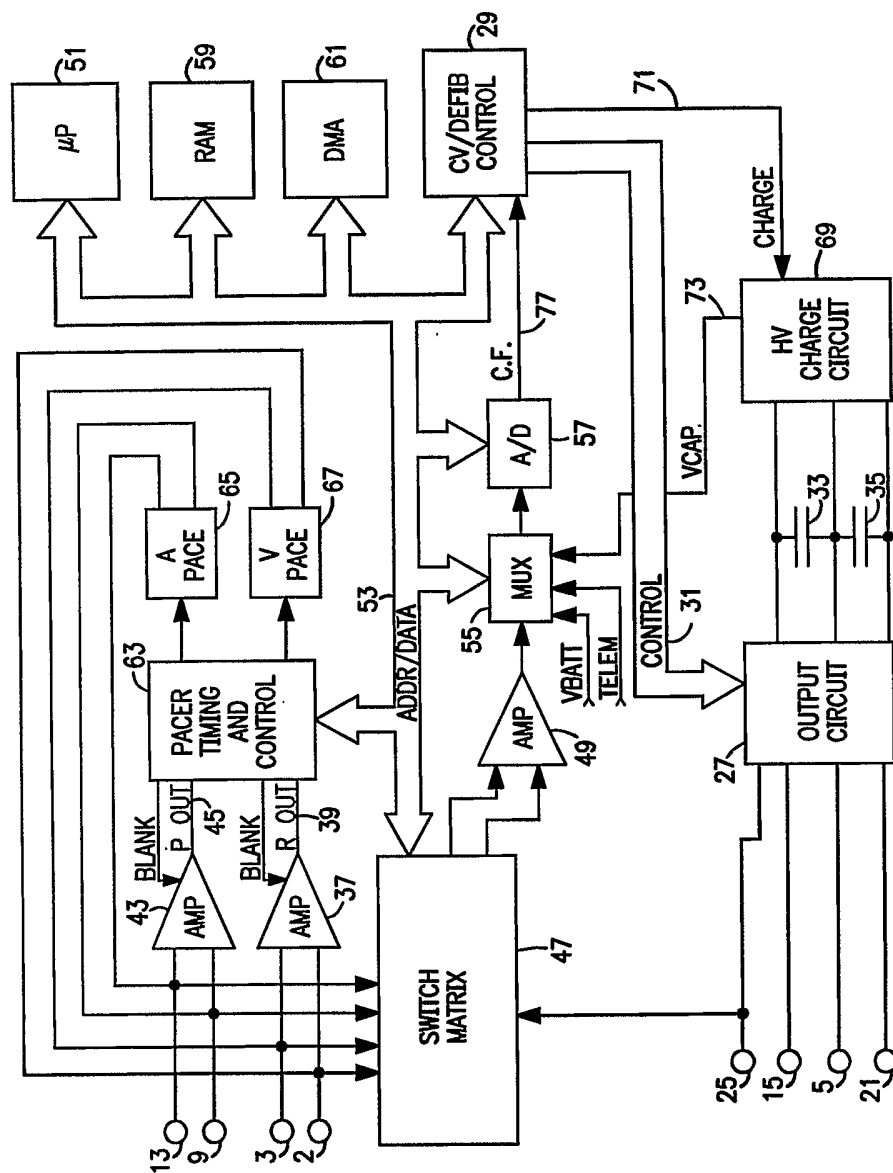 13
9
3
2
43
AMP
BLANK
P OUT
45
37
AMP
BLANK
R OUT
39
63
PACER
TIMING
AND
CONTROL
A
PACE
65
V
PACE
67
μP
51
RAM
59
DMA
61
CV/DEFIB
CONTROL
29
53
ADDR/DATA
SWITCH
MATRIX
47
AMP
49
55
MUX
A/D
57
C.F.
77
VBATT
TELEM
VCAP.
73
CONTROL
31
CHARGE
71
HV
CHARGE
CIRCUIT
69
33
35
27
OUTPUT
CIRCUIT
25
15
5
21